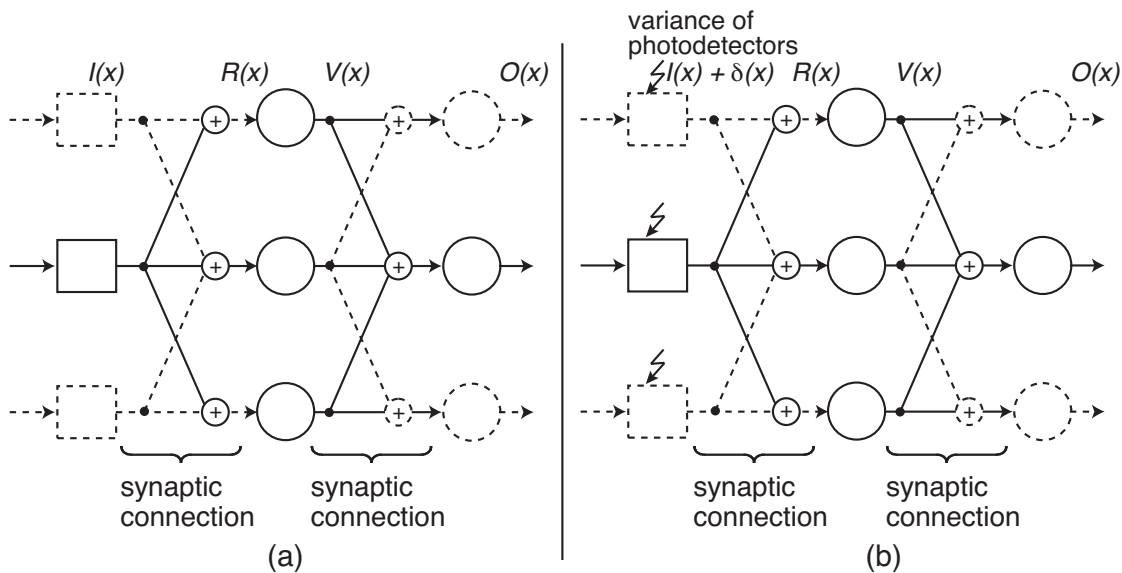 I(x)
R(x)
V(x)
O(x)
+
+
+
+
+
+
synaptic
connection
synaptic
connection
(a)
variance of
photodetectors
I(x) + δ(x)
R(x)
V(x)
O(x)
+
+
+
+
+
+
synaptic
connection
synaptic
connection
(b)